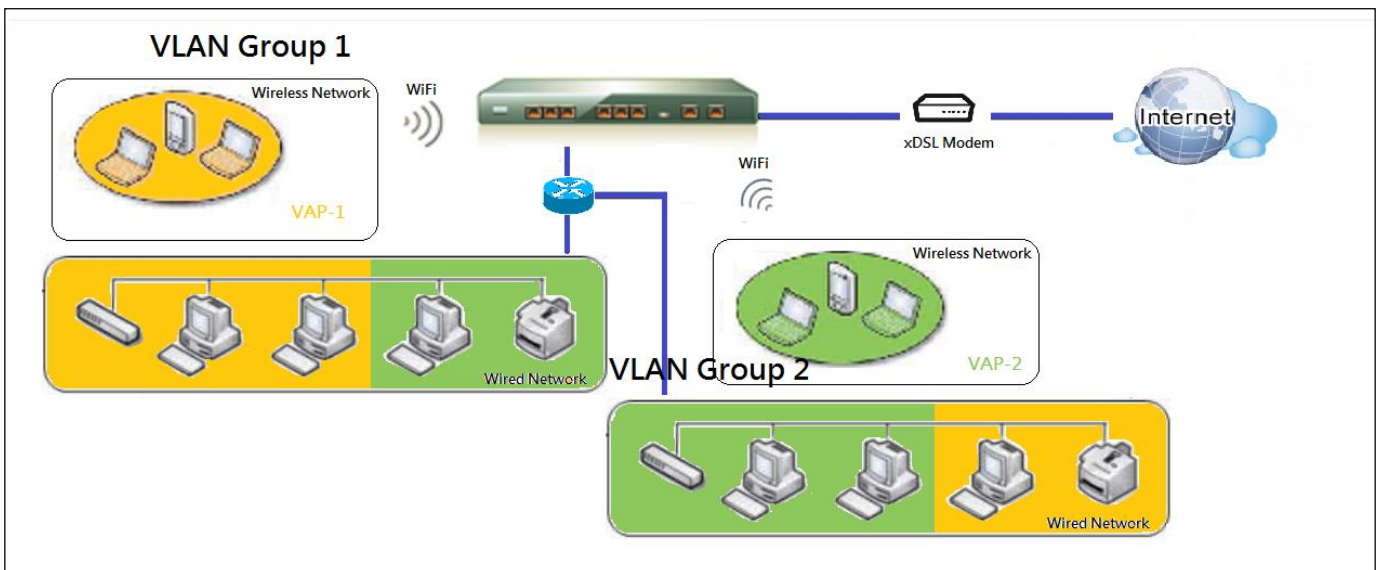 VLAN Group 1
Wireless Network
WiFi
VAP-1
xDSL Modem
Internet
WiFi
Wireless Network
VAP-2
Wired Network
VLAN Group 2
Wired Network